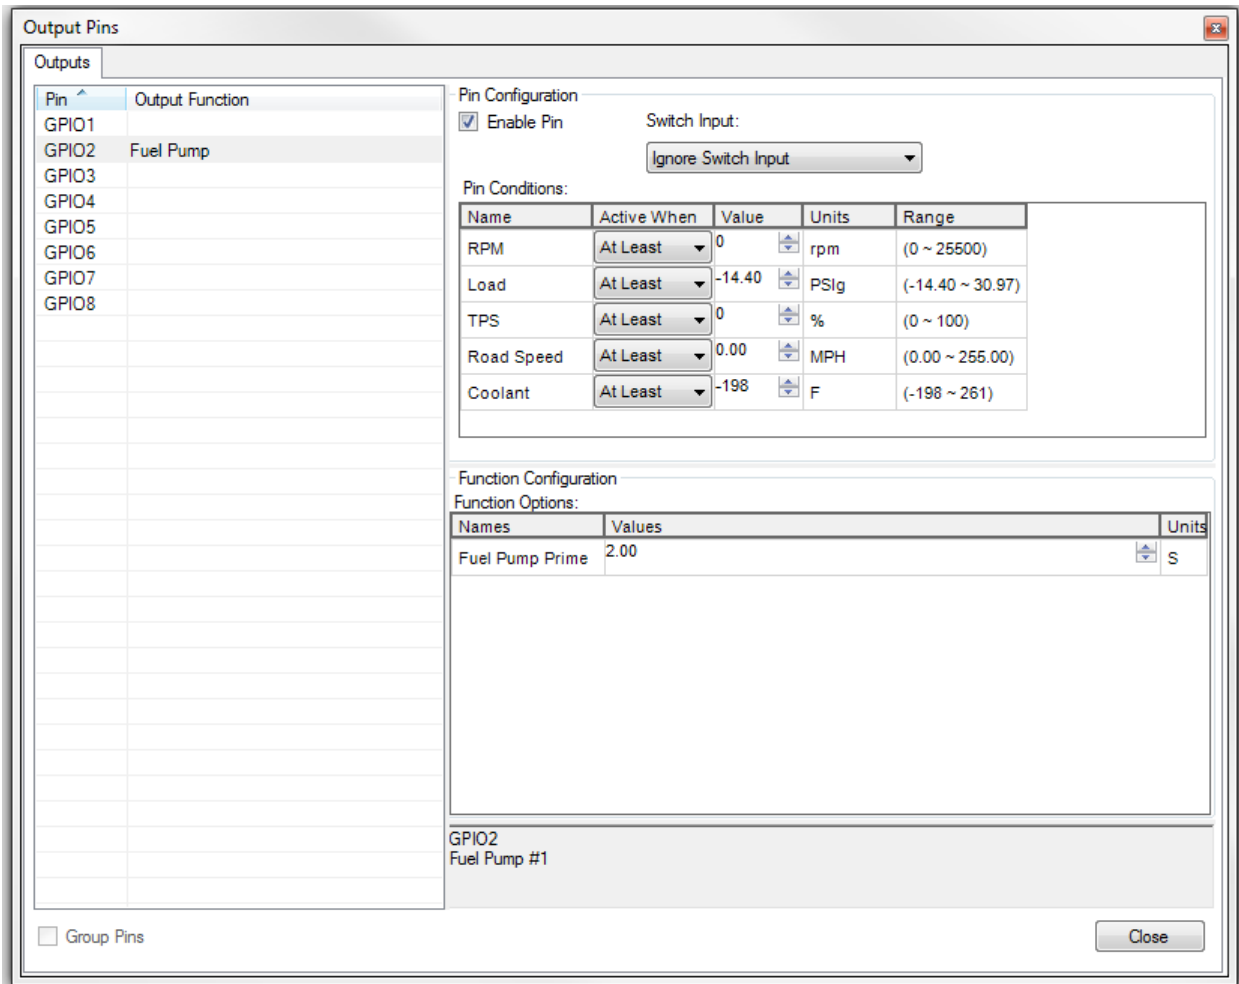 Output Pins
Outputs
Pin Output Function
GPIO1
GPIO2 Fuel Pump
GPIO3
GPIO4
GPIO5
GPIO6
GPIO7
GPIO8
Pin Configuration
Enable Pin Switch Input:
Ignore Switch Input
Pin Conditions:
Name Active When Value Units Range
RPM At Least 0 rpm (0 ~ 25500)
Load At Least -14.40 PSIg (-14.40 ~ 30.97)
TPS At Least 0 % (0 ~ 100)
Road Speed At Least 0.00 MPH (0.00 ~ 255.00)
Coolant At Least -198 F (-198 ~ 261)
Function Configuration
Function Options:
Names Values Units
Fuel Pump Prime 2.00 S
GPIO2
Fuel Pump #1
Group Pins Close